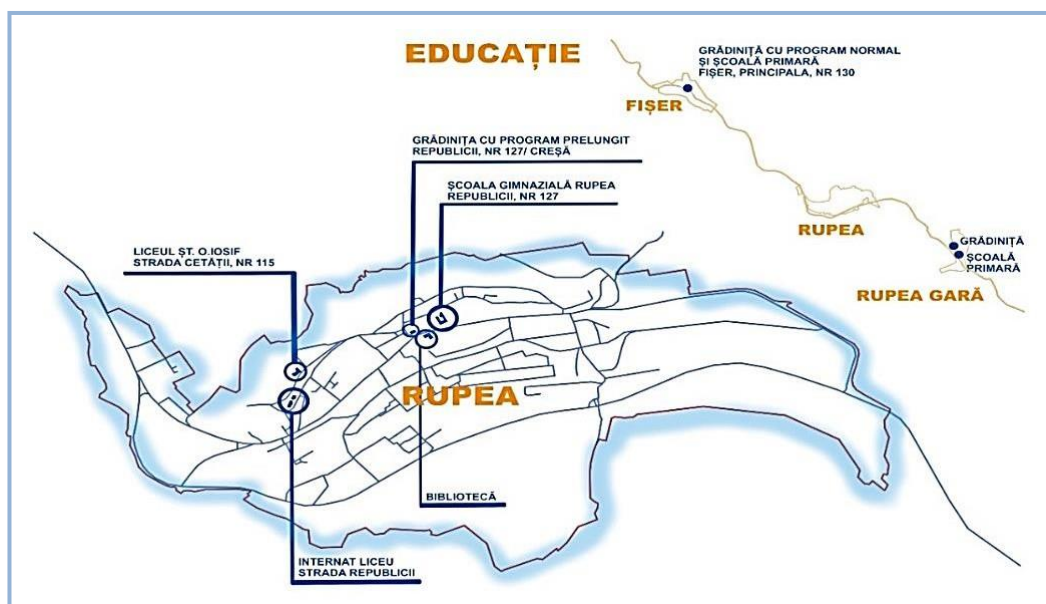 EDUCAȚIE
GRĂDINIȚĂ CU PROGRAM NORMAL
ȘI ȘCOALĂ PRIMARĂ
FIȘER, PRINCIPALA, NR 130
FIȘER
GRĂDINIȚA CU PROGRAM PRELUNGIT
REPUBLICII, NR 127/ CREȘĂ
ȘCOALA GIMNAZIALĂ RUPEA
REPUBLICII, NR 127
RUPEA
GRĂDINIȚĂ
ȘCOALĂ
PRIMARĂ
RUPEA GARĂ
LICEUL ȘT. O.IOSIF
STRADA CETĂȚII, NR 115
RUPEA
BIBLIOTECĂ
INTERNAT LICEU
STRADA REPUBLICII